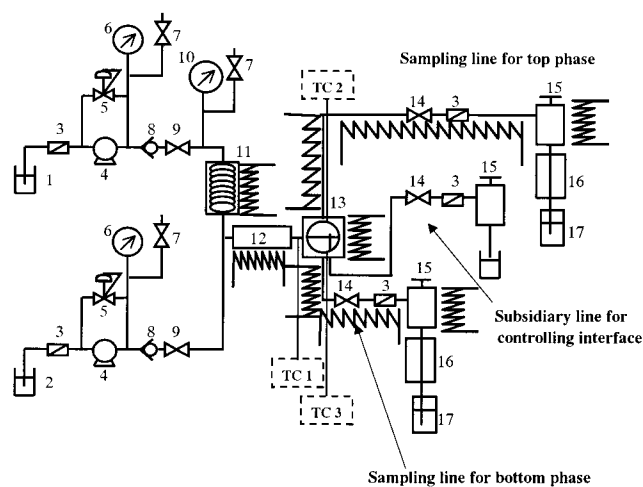 6 7
10 7
Sampling line for top phase
TC 2
15
5
14 3
3 8 9
11
1 4
13
15
16
14 3
6 7
17
12
15
5
14 3
Subsidiary line for
controlling interface
3 8 9
16
TC 1
2 4
TC 3
17
Sampling line for bottom phase